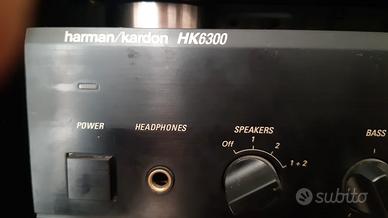 harman/kardon HK6300
POWER
HEADPHONES
SPEAKERS
BASS
Off 1 2 1+2
subito